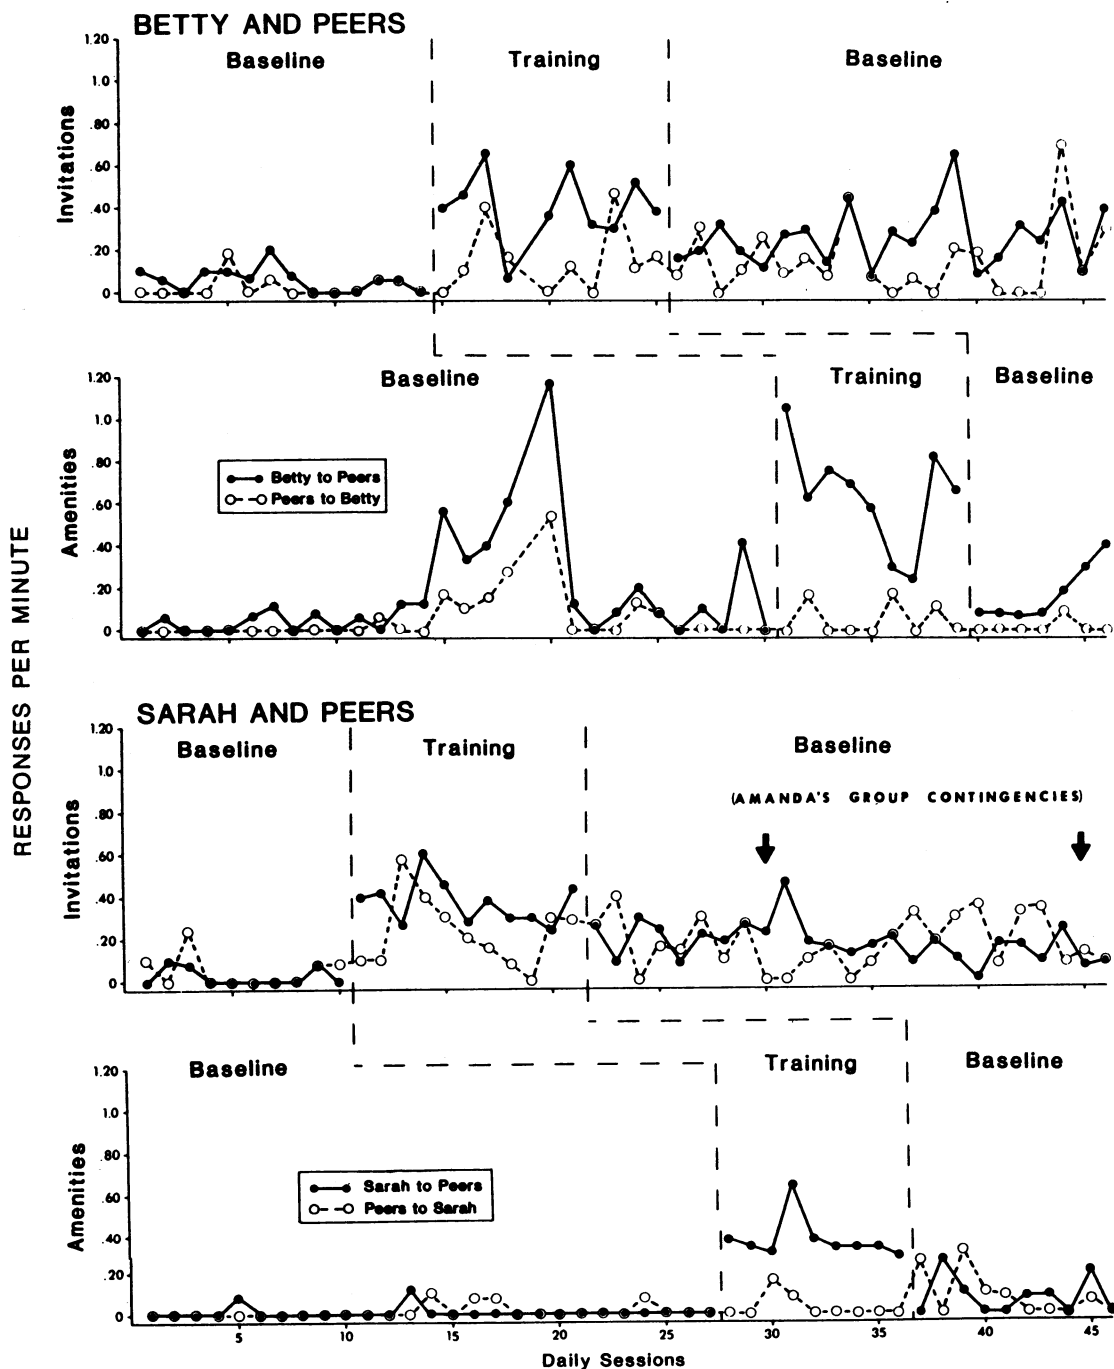 BETTY AND PEERS
Baseline Training Baseline
1.20
1.0
.80
.60
.40
.20
0
Invitations
Baseline Training Baseline
1.20
1.0
.80
.60
.40
.20
0
Amenities
Betty to Peers
Peers to Betty
RESPONSES PER MINUTE
SARAH AND PEERS
Baseline Training Baseline
(AMANDA'S GROUP CONTINGENCIES)
1.20
1.0
.80
.60
.40
.20
0
Invitations
Baseline Training Baseline
1.20
1.0
.80
.60
.40
.20
0
Amenities
Sarah to Peers
Peers to Sarah
5 10 15 20 25 30 35 40 45
Daily Sessions